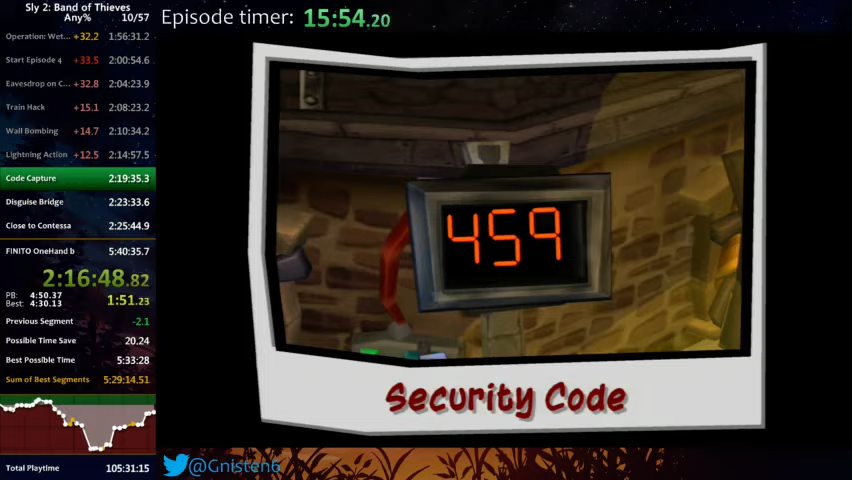 Sly 2: Band of Thieves
Any% 10/57
Operation: Wet... +32.2 1:56:31.2
Start Episode 4 +33.5 2:00:54.6
Eavesdrop on C... +32.8 2:04:23.9
Train Hack +15.1 2:08:23.2
Wall Bombing +14.7 2:10:34.2
Lightning Action +12.5 2:14:57.5
Code Capture 2:19:35.3
Disguise Bridge 2:23:33.6
Close to Contessa 2:25:44.9
FINITO OneHand b 5:40:35.7
2:16:48.82
PB: 4:50.37
Best: 4:30.13
1:51.23
Previous Segment -2.1
Possible Time Save 20.24
Best Possible Time 5:33:28
Sum of Best Segments 5:29:14.51
Total Playtime 105:31:15
Episode timer: 15:54.20
459
Security Code
@Gnisten6